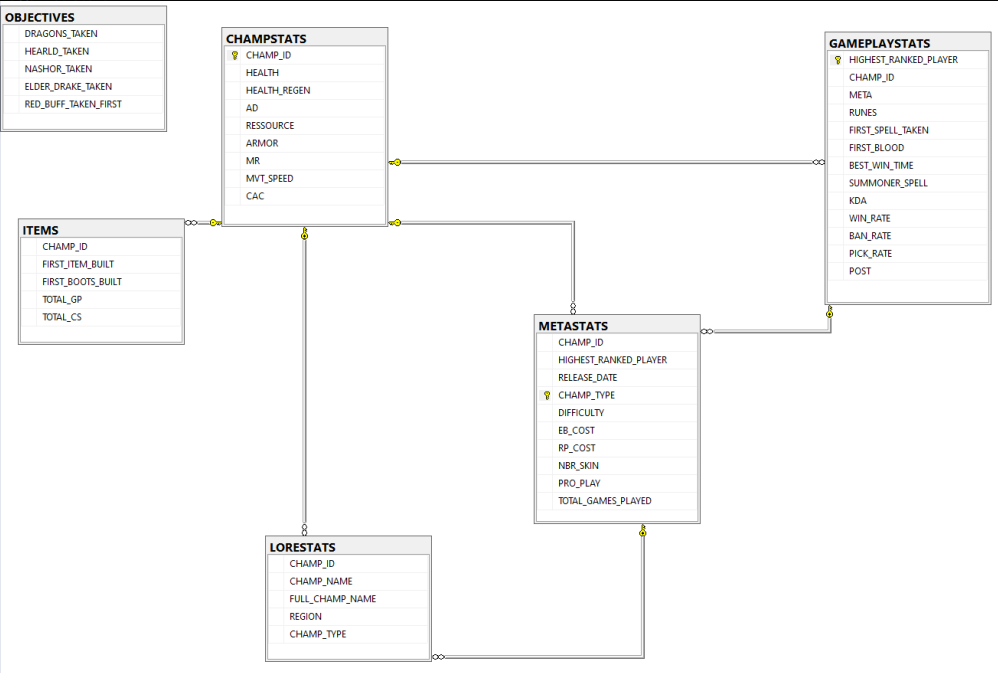 OBJECTIVES
DRAGONS_TAKEN
HEARLD_TAKEN
NASHOR_TAKEN
ELDER_DRAKE_TAKEN
RED_BUFF_TAKEN_FIRST
CHAMPSTATS
CHAMP_ID
HEALTH
HEALTH_REGEN
AD
RESSOURCE
ARMOR
MR
MVT_SPEED
CAC
GAMEPLAYSTATS
HIGHEST_RANKED_PLAYER
CHAMP_ID
META
RUNES
FIRST_SPELL_TAKEN
FIRST_BLOOD
BEST_WIN_TIME
SUMMONER_SPELL
KDA
WIN_RATE
BAN_RATE
PICK_RATE
POST
ITEMS
CHAMP_ID
FIRST_ITEM_BUILT
FIRST_BOOTS_BUILT
TOTAL_GP
TOTAL_CS
METASTATS
CHAMP_ID
HIGHEST_RANKED_PLAYER
RELEASE_DATE
CHAMP_TYPE
DIFFICULTY
EB_COST
RP_COST
NBR_SKIN
PRO_PLAY
TOTAL_GAMES_PLAYED
LORESTATS
CHAMP_ID
CHAMP_NAME
FULL_CHAMP_NAME
REGION
CHAMP_TYPE